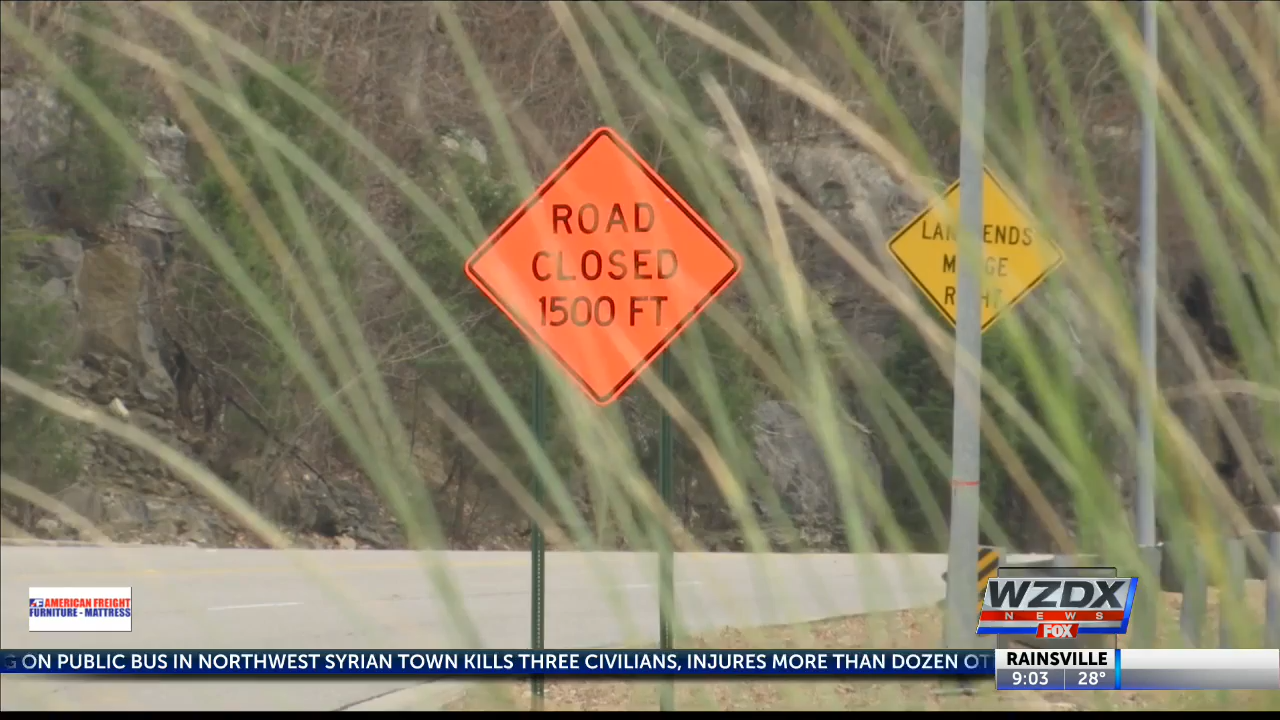 ROAD
CLOSED
1500 FT
ENDS
AMERICAN FREIGHT
FURNITURE - MATTRESS
WZDX
NEWS
FOX
G ON PUBLIC BUS IN NORTHWEST SYRIAN TOWN KILLS THREE CIVILIANS, INJURES MORE THAN DOZEN OT
RAINSVILLE
9:03 28°